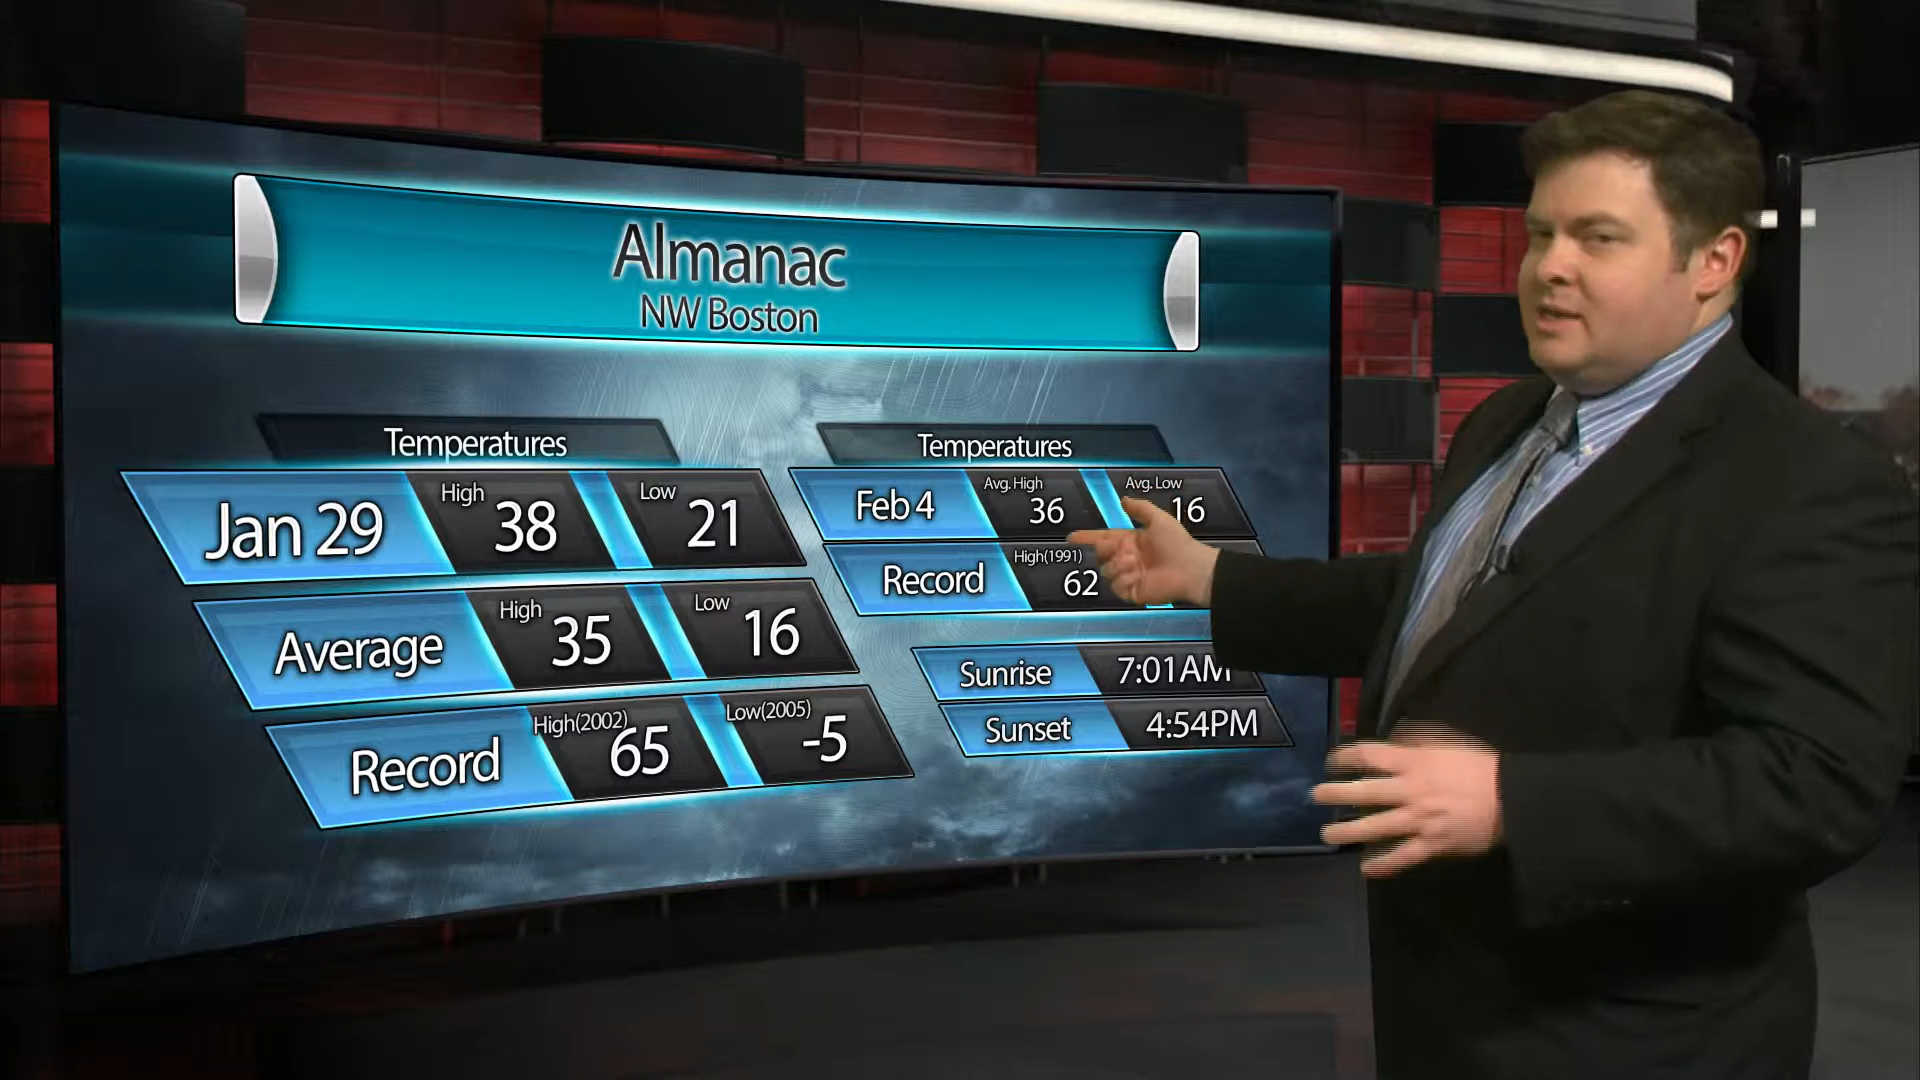 Almanac
NW Boston
Temperatures
Jan 29 High 38 Low 21
Average High 35 Low 16
Record High(2002) 65 Low(2005) -5
Temperatures
Feb 4 Avg. High 36 Avg. Low 16
Record High(1991) 62
Sunrise 7:01AM
Sunset 4:54PM